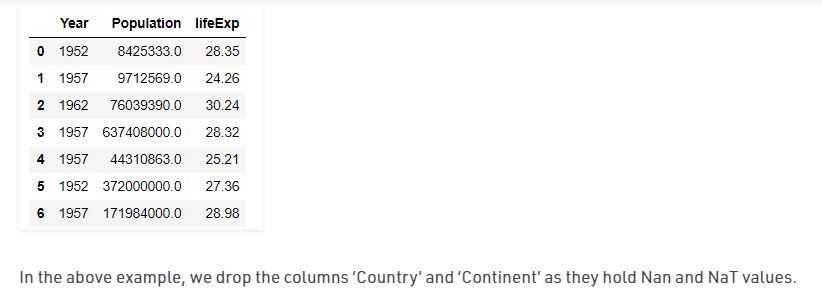 Year Population lifeExp
0 1952 8425333.0 28.35
1 1957 9712569.0 24.26
2 1962 76039390.0 30.24
3 1957 637408000.0 28.32
4 1957 44310863.0 25.21
5 1952 372000000.0 27.36
6 1957 171984000.0 28.98
In the above example, we drop the columns ‘Country’ and ‘Continent’ as they hold Nan and NaT values.